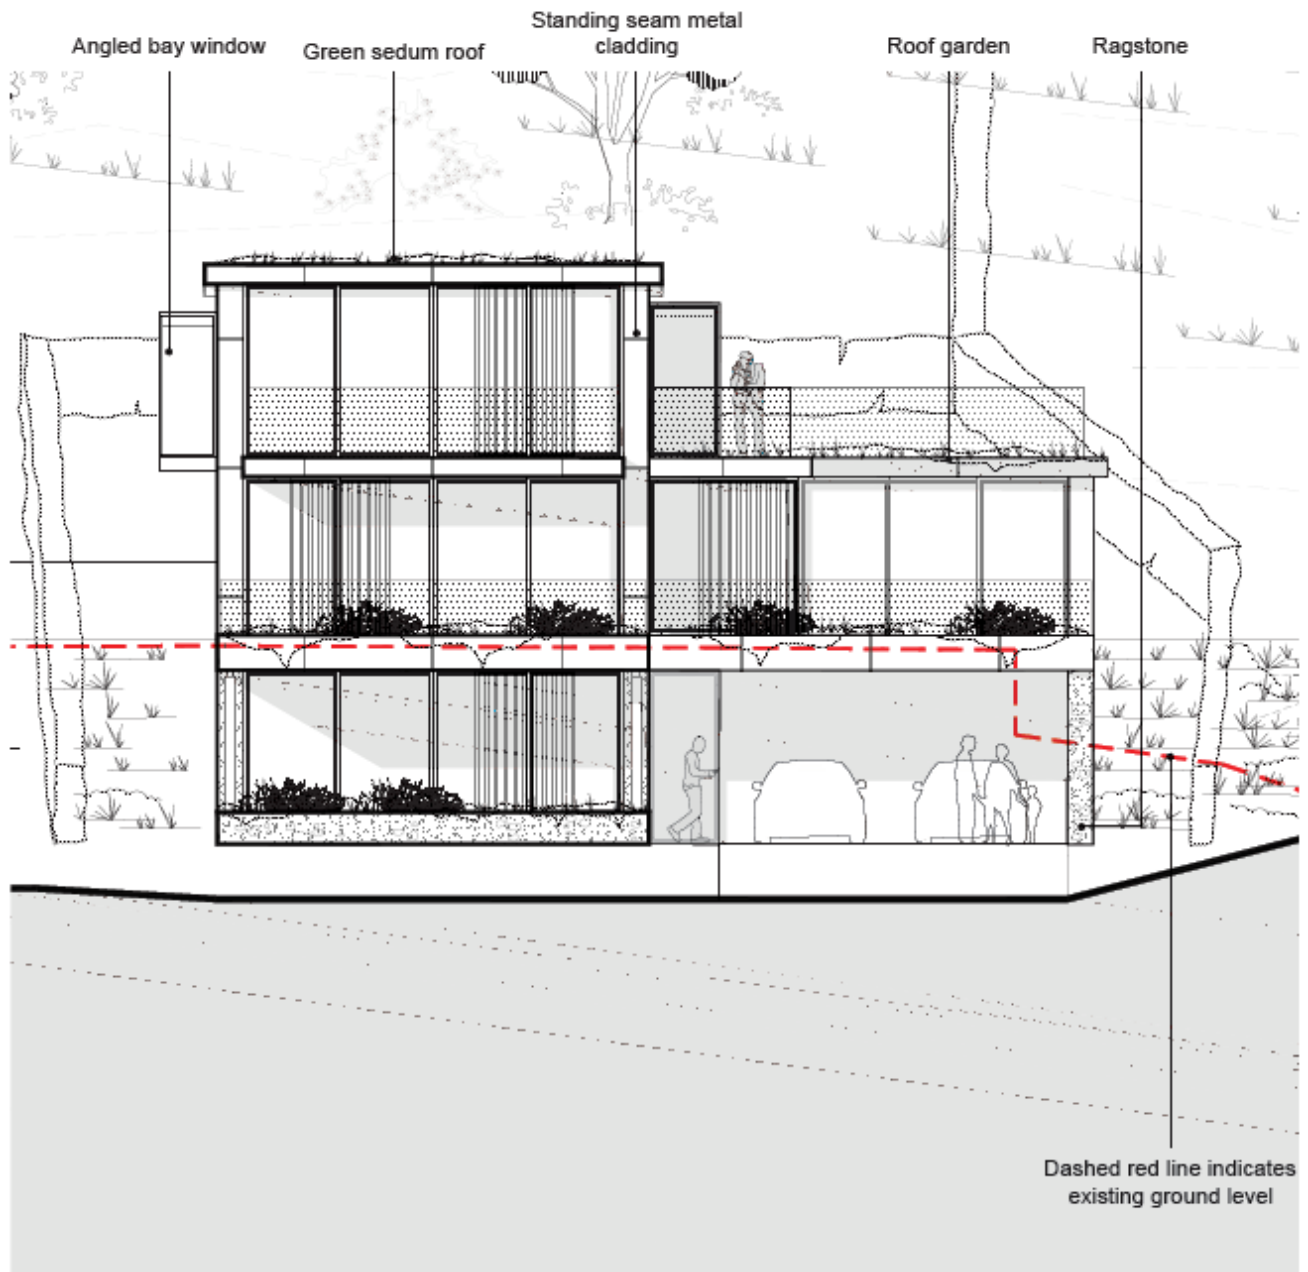 Angled bay window
Green sedum roof
Standing seam metal
cladding
Roof garden
Ragstone
Dashed red line indicates
existing ground level